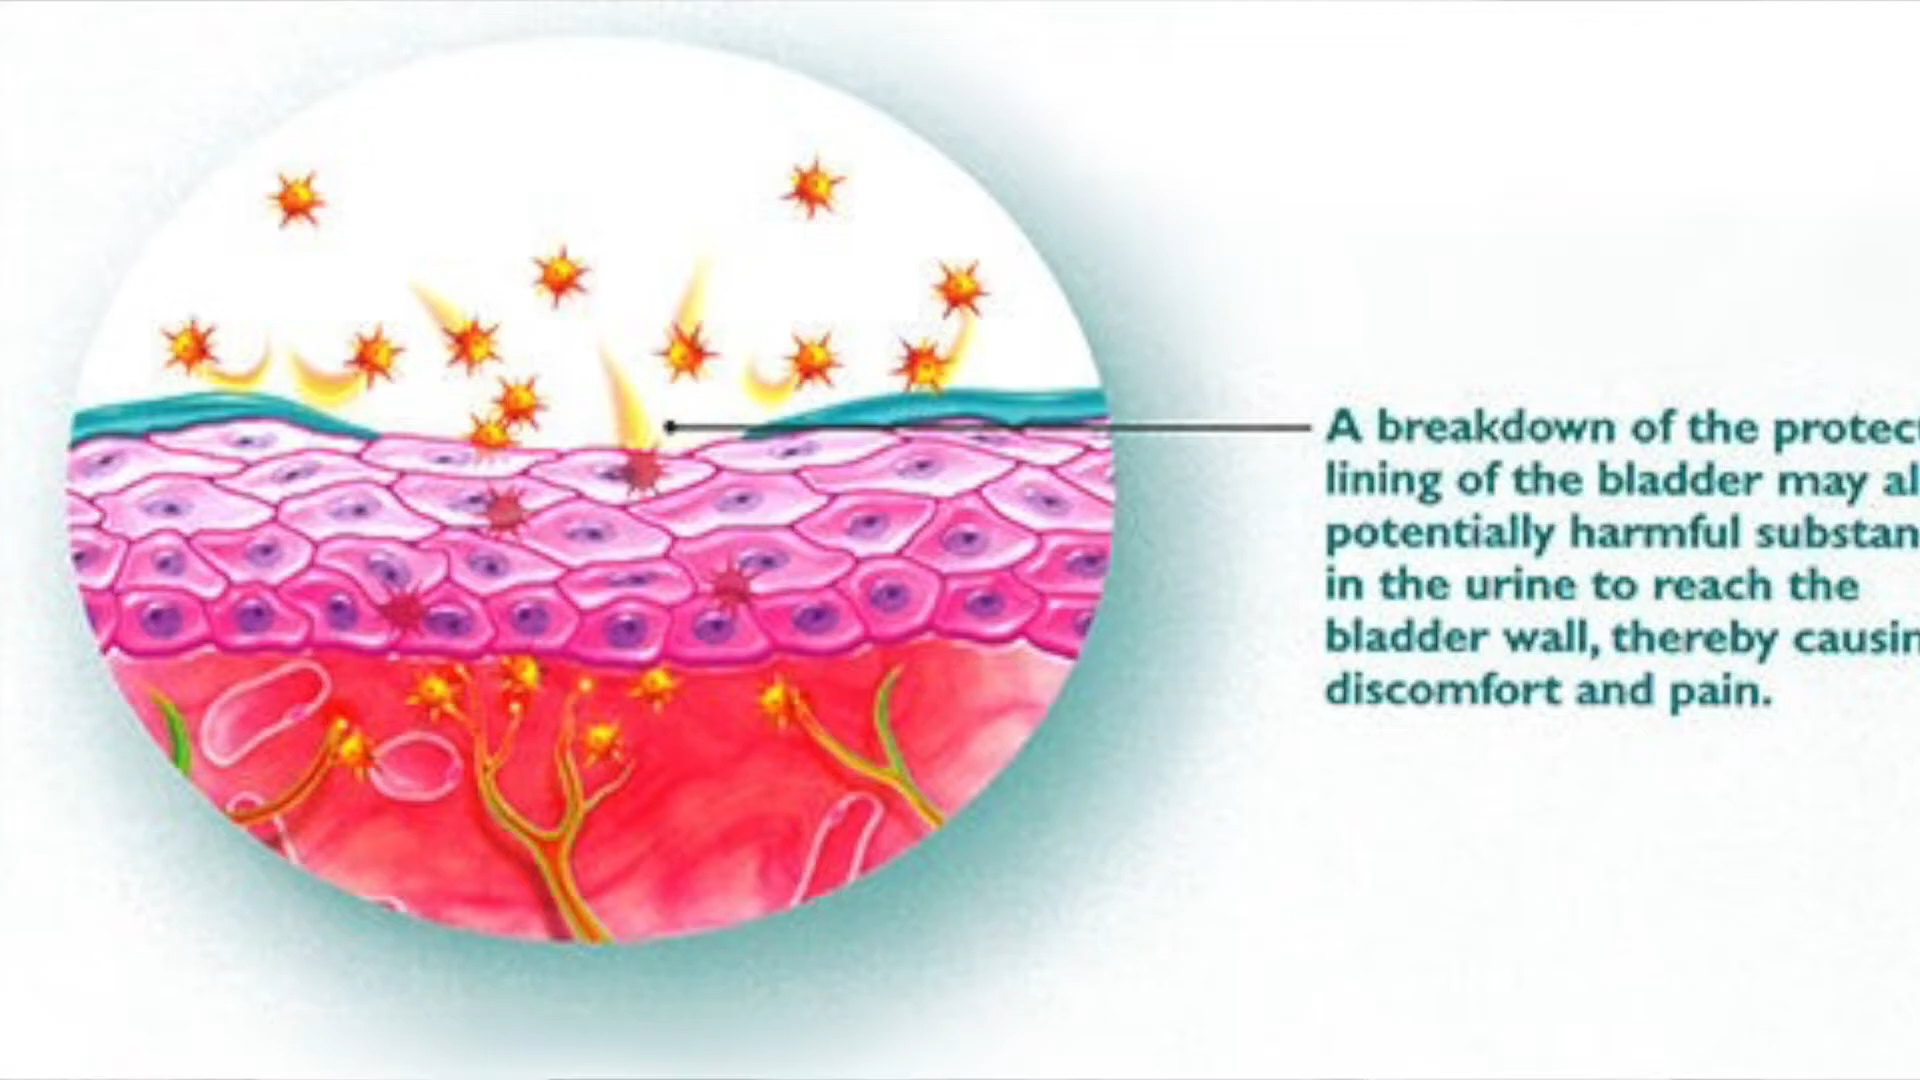 A breakdown of the protect
lining of the bladder may al
potentially harmful substan
in the urine to reach the
bladder wall, thereby causin
discomfort and pain.